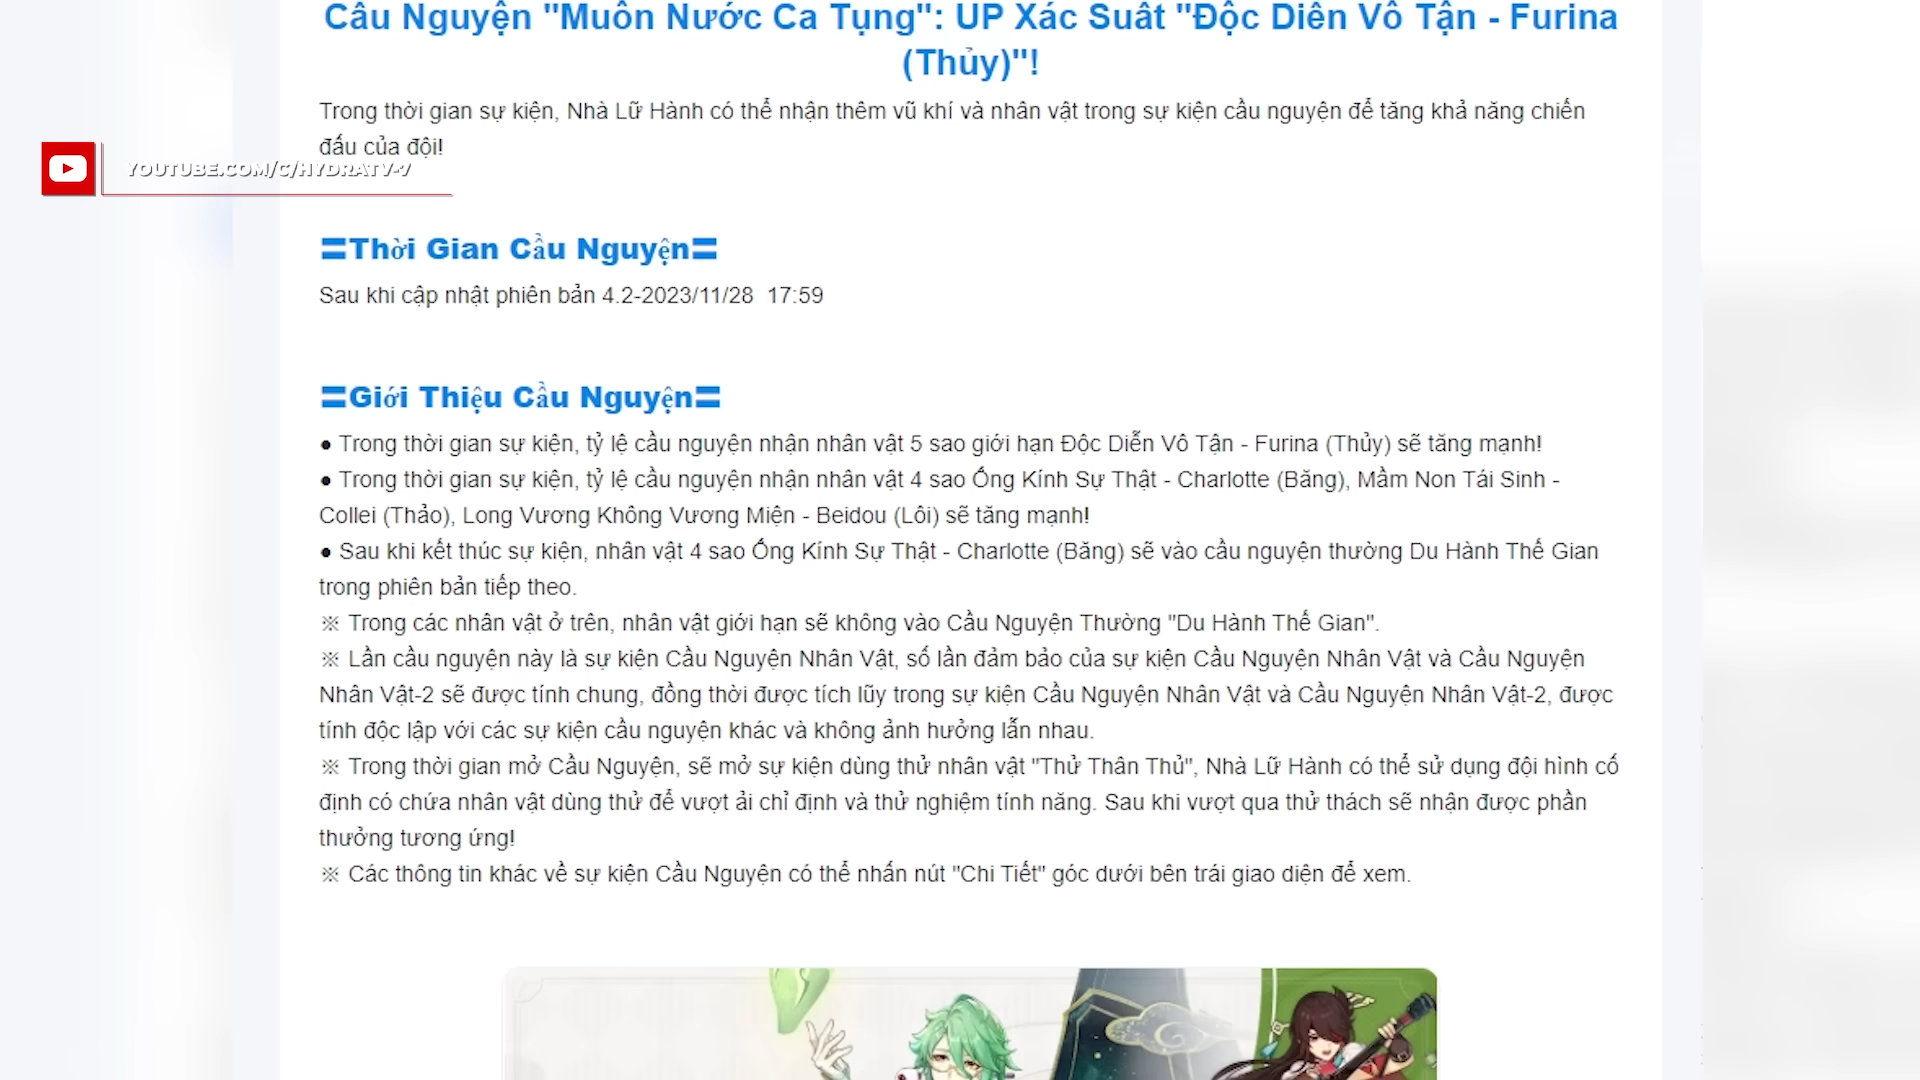 Cầu Nguyện "Muôn Nước Ca Tụng": UP Xác Suất "Độc Diễn Vô Tận - Furina
(Thủy)"!
Trong thời gian sự kiện, Nhà Lữ Hành có thể nhận thêm vũ khí và nhân vật trong sự kiện cầu nguyện để tăng khả năng chiến
đấu của đội!
YOUTUBE.COM/C/HYDRATV-7
〓Thời Gian Cầu Nguyện〓
Sau khi cập nhật phiên bản 4.2-2023/11/28 17:59
〓Giới Thiệu Cầu Nguyện〓
● Trong thời gian sự kiện, tỷ lệ cầu nguyện nhận nhân vật 5 sao giới hạn Độc Diễn Vô Tận - Furina (Thủy) sẽ tăng mạnh!
● Trong thời gian sự kiện, tỷ lệ cầu nguyện nhận nhân vật 4 sao Ống Kính Sự Thật - Charlotte (Băng), Mầm Non Tái Sinh -
Collei (Thảo), Long Vương Không Vương Miện - Beidou (Lôi) sẽ tăng mạnh!
● Sau khi kết thúc sự kiện, nhân vật 4 sao Ống Kính Sự Thật - Charlotte (Băng) sẽ vào cầu nguyện thường Du Hành Thế Gian
trong phiên bản tiếp theo.
※ Trong các nhân vật ở trên, nhân vật giới hạn sẽ không vào Cầu Nguyện Thường "Du Hành Thế Gian".
※ Lần cầu nguyện này là sự kiện Cầu Nguyện Nhân Vật, số lần đảm bảo của sự kiện Cầu Nguyện Nhân Vật và Cầu Nguyện
Nhân Vật-2 sẽ được tính chung, đồng thời được tích lũy trong sự kiện Cầu Nguyện Nhân Vật và Cầu Nguyện Nhân Vật-2, được
tính độc lập với các sự kiện cầu nguyện khác và không ảnh hưởng lẫn nhau.
※ Trong thời gian mở Cầu Nguyện, sẽ mở sự kiện dùng thử nhân vật "Thử Thân Thủ", Nhà Lữ Hành có thể sử dụng đội hình cố
định có chứa nhân vật dùng thử để vượt ải chỉ định và thử nghiệm tính năng. Sau khi vượt qua thử thách sẽ nhận được phần
thưởng tương ứng!
※ Các thông tin khác về sự kiện Cầu Nguyện có thể nhấn nút "Chi Tiết" góc dưới bên trái giao diện để xem.